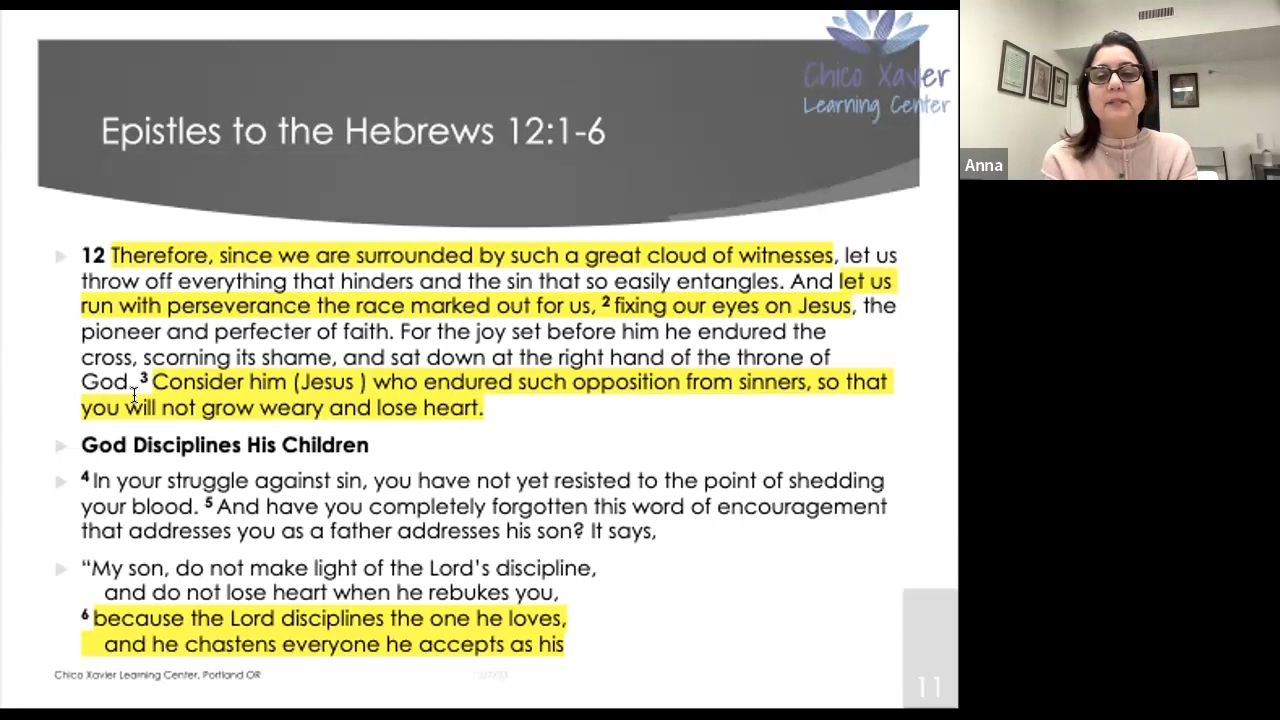 Chico Xavier
Learning Center
Epistles to the Hebrews 12:1-6
Anna
12 Therefore, since we are surrounded by such a great cloud of witnesses, let us
throw off everything that hinders and the sin that so easily entangles. And let us
run with perseverance the race marked out for us, ² fixing our eyes on Jesus, the
pioneer and perfecter of faith. For the joy set before him he endured the
cross, scorning its shame, and sat down at the right hand of the throne of
God. ³ Consider him (Jesus ) who endured such opposition from sinners, so that
you will not grow weary and lose heart.
God Disciplines His Children
⁴ In your struggle against sin, you have not yet resisted to the point of shedding
your blood. ⁵ And have you completely forgotten this word of encouragement
that addresses you as a father addresses his son? It says,
“My son, do not make light of the Lord’s discipline,
and do not lose heart when he rebukes you,
⁶ because the Lord disciplines the one he loves,
and he chastens everyone he accepts as his
Chico Xavier Learning Center, Portland OR
11